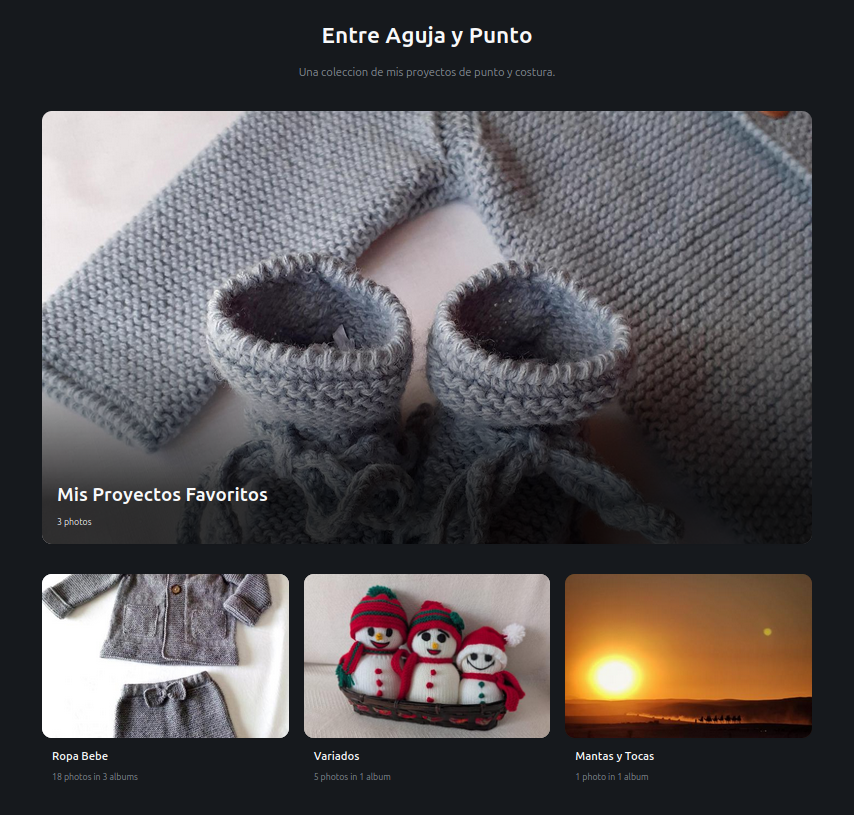 Entre Aguja y Punto
Una coleccion de mis proyectos de punto y costura.
Mis Proyectos Favoritos
3 photos
Ropa Bebe
18 photos in 3 albums
Variados
5 photos in 1 album
Mantas y Tocas
1 photo in 1 album